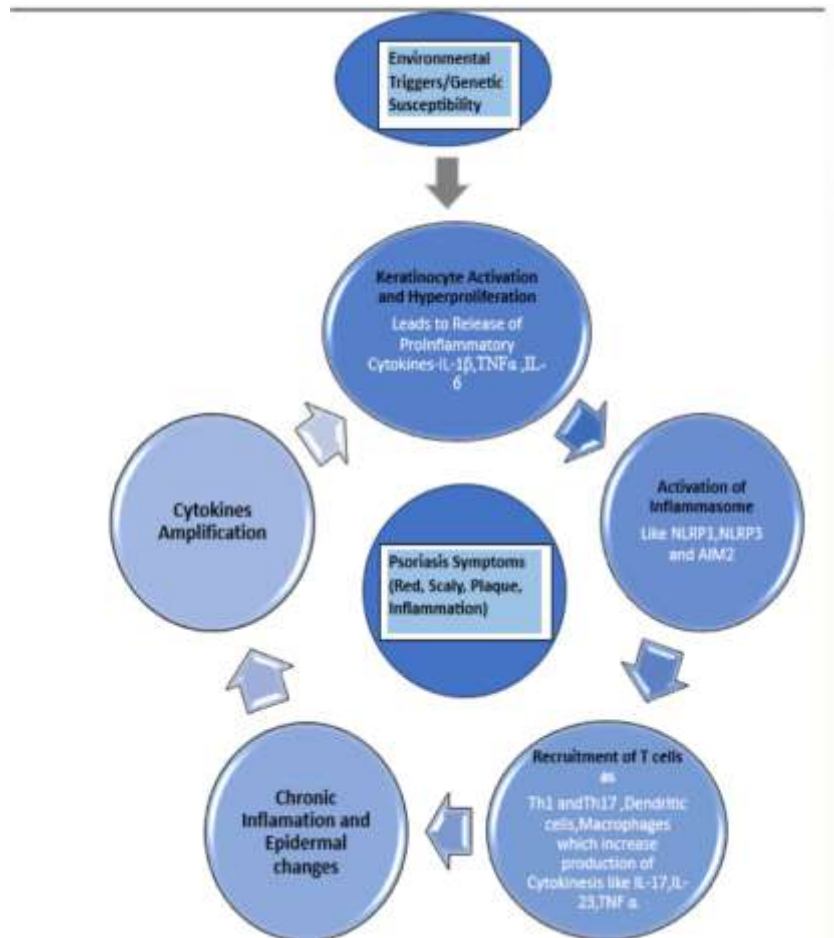 Environmental
Triggers/Genetic
Susceptibility
Keratinocyte Activation
and Hyperproliferation
Leads to Release of
Proinflammatory
Cytokines-IL-1β,TNFα ,IL-
6
Activation of
Inflammasome
Like NLRP1,NLRP3
and AIM2
Recruitment of T cells
as
Th1 andTh17 ,Dendritic
cells,Macrophages
which increase
production of
Cytokinesis like IL-17,IL-
23,TNF α
Chronic
Inflamation and
Epidermal
changes
Cytokines
Amplification
Psoriasis Symptoms
(Red, Scaly, Plaque,
Inflammation)